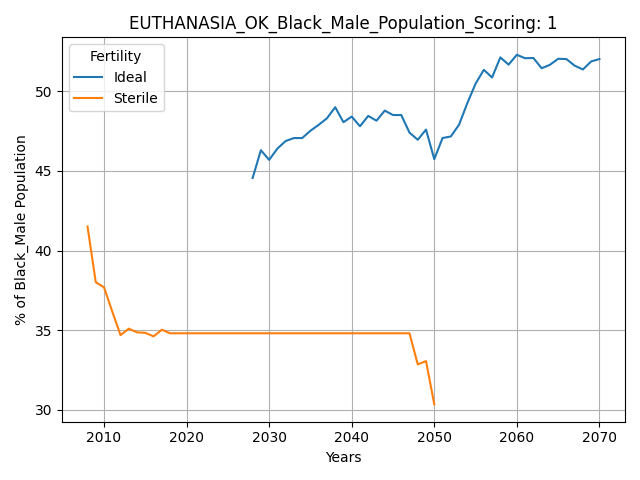 EUTHANASIA_OK_Black_Male_Population_Scoring: 1
Fertility
Ideal
Sterile
% of Black_Male Population
50
45
40
35
30
2010
2020
2030
2040
2050
2060
2070
Years